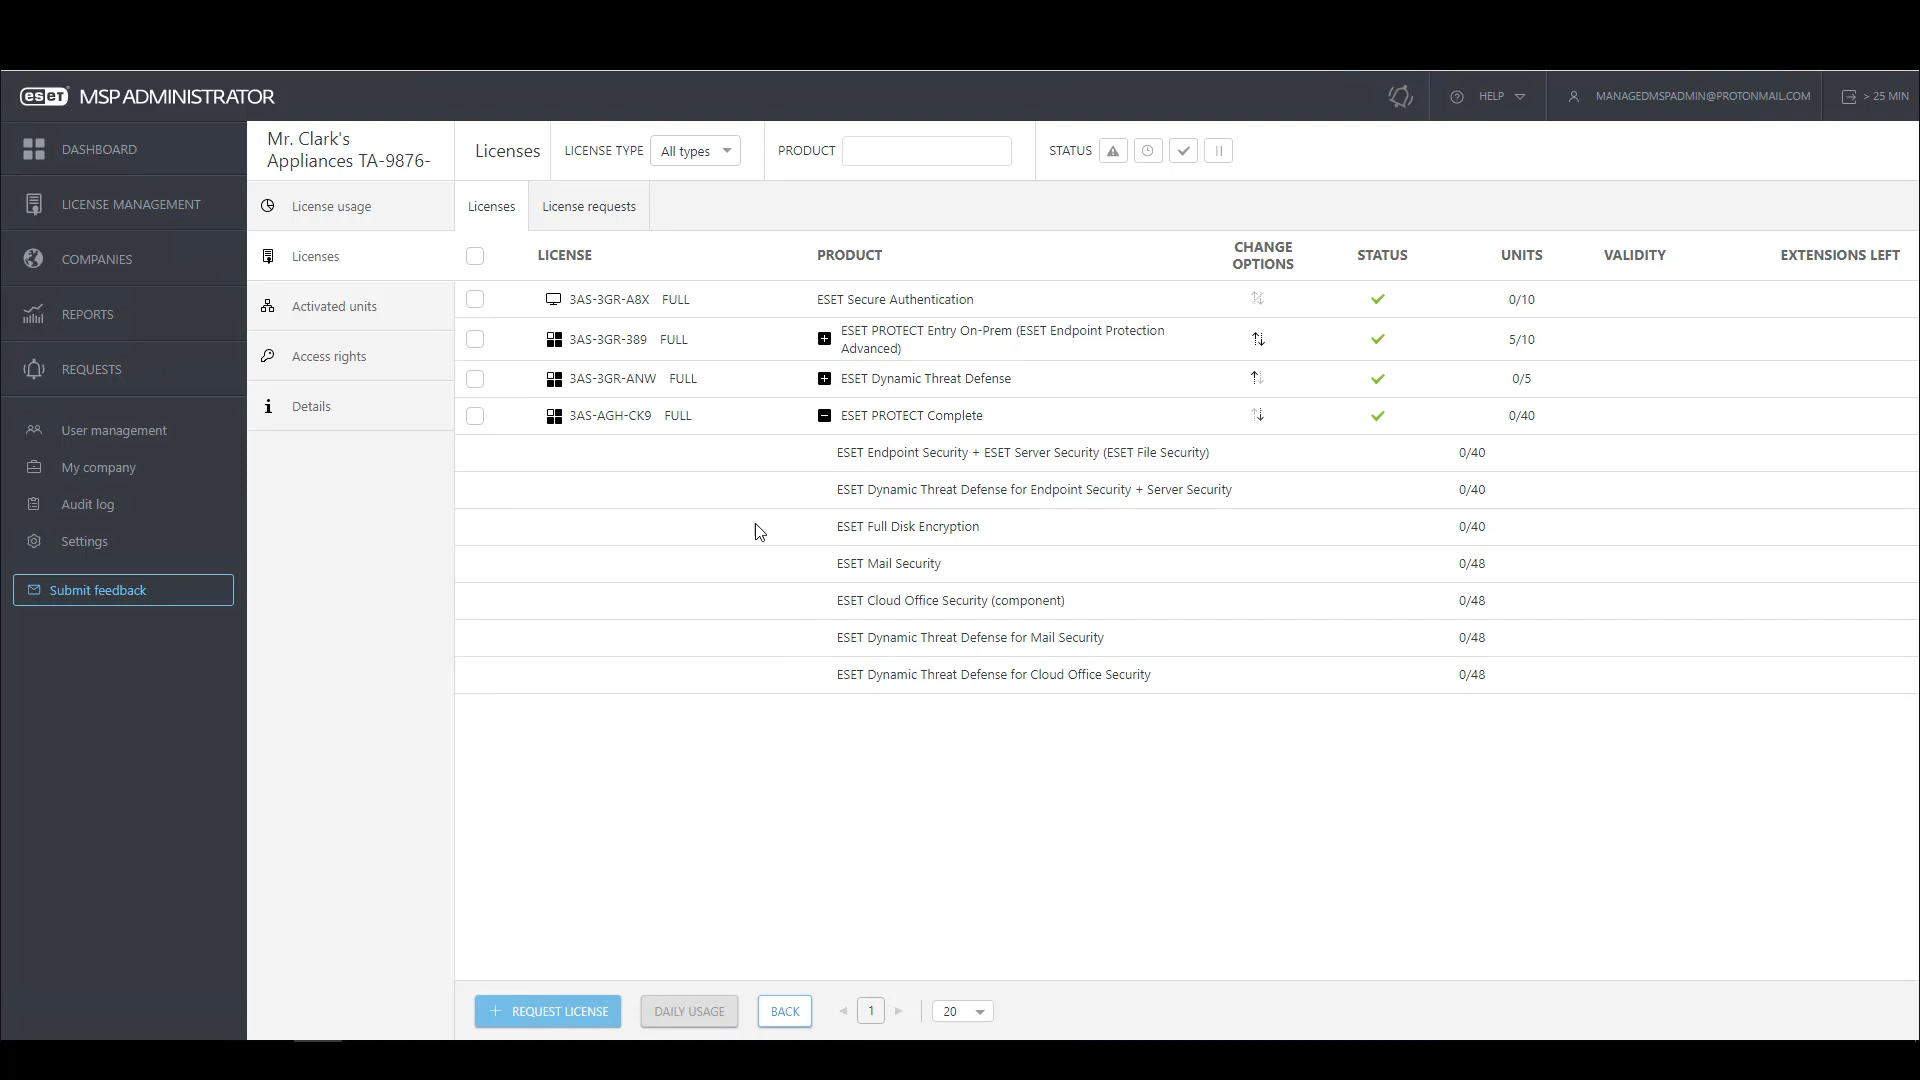 eset MSP ADMINISTRATOR
HELP
MANAGEDMSPADMIN@PROTONMAIL.COM
> 25 MIN
DASHBOARD
LICENSE MANAGEMENT
COMPANIES
REPORTS
REQUESTS
User management
My company
Audit log
Settings
Submit feedback
Mr. Clark's
Appliances TA-9876-
License usage
Licenses
Activated units
Access rights
Details
Licenses
LICENSE TYPE All types
PRODUCT
STATUS
Licenses
License requests
LICENSE PRODUCT CHANGE OPTIONS STATUS UNITS VALIDITY EXTENSIONS LEFT
3AS-3GR-A8X FULL ESET Secure Authentication 0/10
3AS-3GR-389 FULL ESET PROTECT Entry On-Prem (ESET Endpoint Protection
Advanced) 5/10
3AS-3GR-ANW FULL ESET Dynamic Threat Defense 0/5
3AS-AGH-CK9 FULL ESET PROTECT Complete 0/40
ESET Endpoint Security + ESET Server Security (ESET File Security) 0/40
ESET Dynamic Threat Defense for Endpoint Security + Server Security 0/40
ESET Full Disk Encryption 0/40
ESET Mail Security 0/48
ESET Cloud Office Security (component) 0/48
ESET Dynamic Threat Defense for Mail Security 0/48
ESET Dynamic Threat Defense for Cloud Office Security 0/48
+ REQUEST LICENSE
DAILY USAGE
BACK
1
20